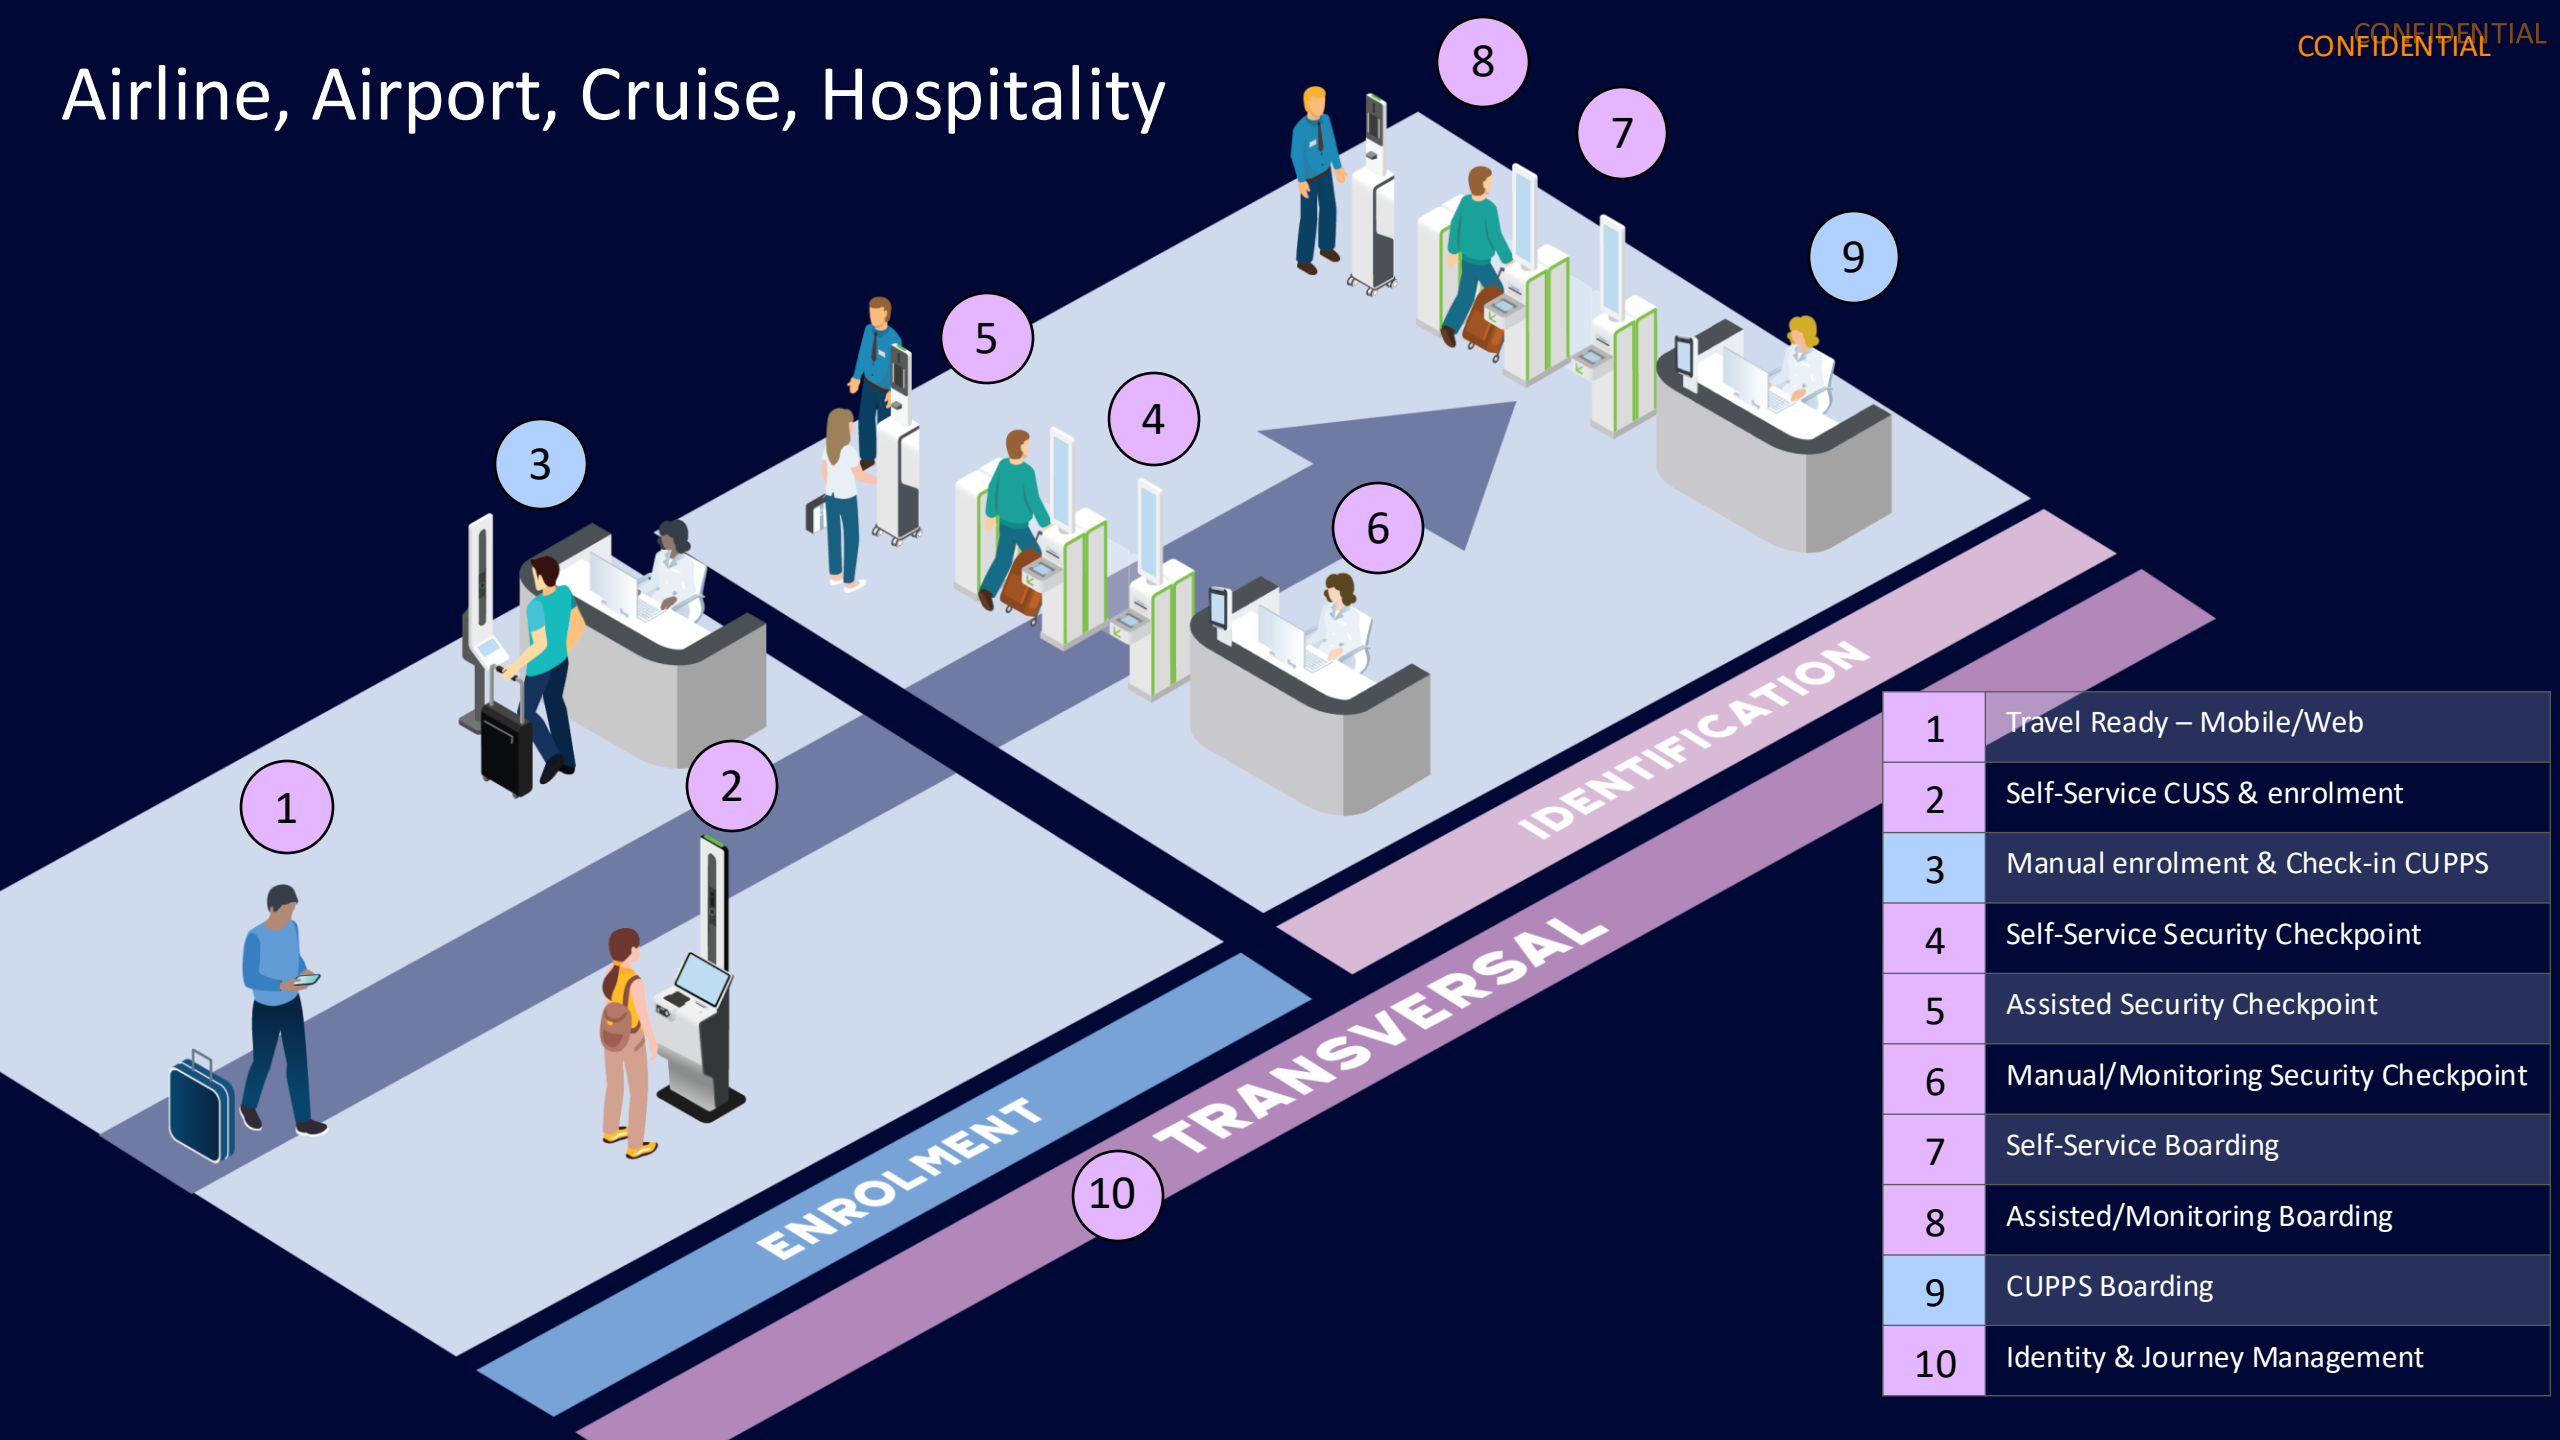 CONFIDENTIAL
CONFIDENTIAL
Airline, Airport, Cruise, Hospitality
8
7
9
5
4
3
6
1
2
IDENTIFICATION
TRANSVERSAL
ENROLMENT
10
1 Travel Ready – Mobile/Web
2 Self-Service CUSS & enrolment
3 Manual enrolment & Check-in CUPPS
4 Self-Service Security Checkpoint
5 Assisted Security Checkpoint
6 Manual/Monitoring Security Checkpoint
7 Self-Service Boarding
8 Assisted/Monitoring Boarding
9 CUPPS Boarding
10 Identity & Journey Management